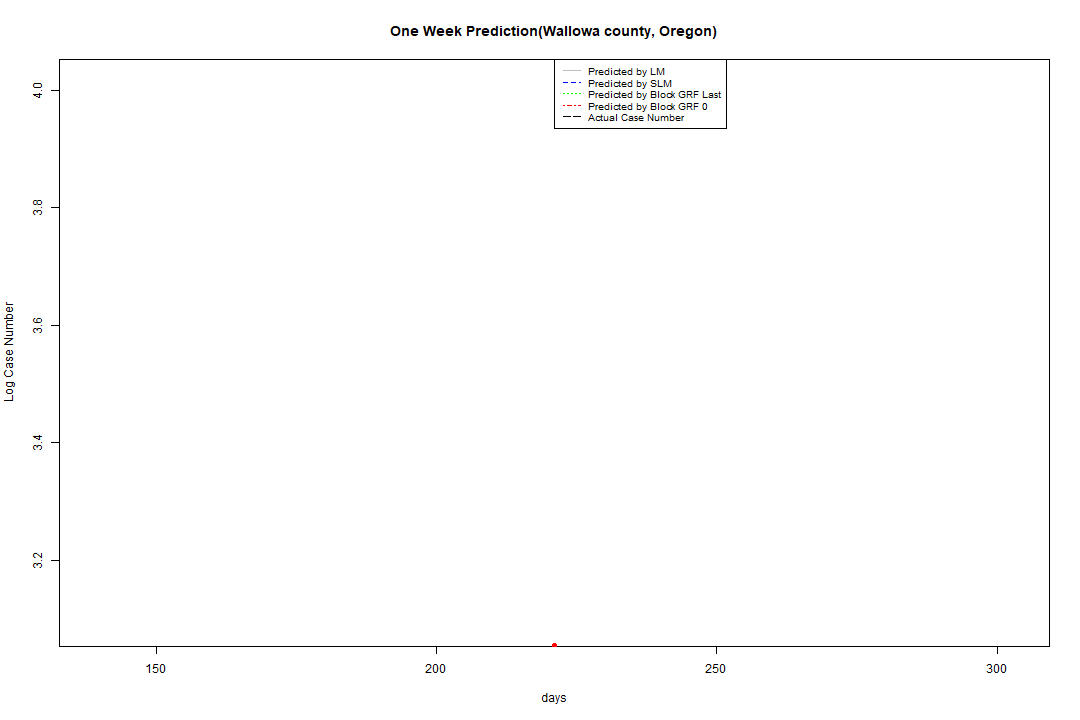 One Week Prediction(Wallowa county, Oregon)
Predicted by LM
Predicted by SLM
Predicted by Block GRF Last
Predicted by Block GRF 0
Actual Case Number
4.0
3.8
3.6
3.4
3.2
Log Case Number
150
200
250
300
days